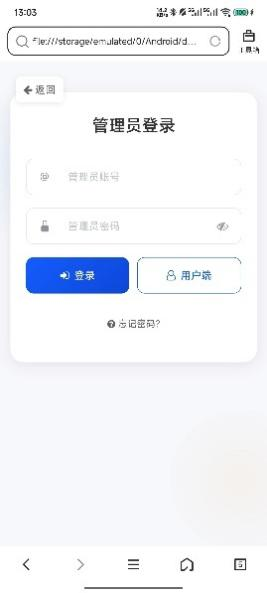 13:03
file:///storage/emulated/0/Android/d...
返回
管理员登录
管理员账号
管理员密码
登录
用户端
忘记密码?